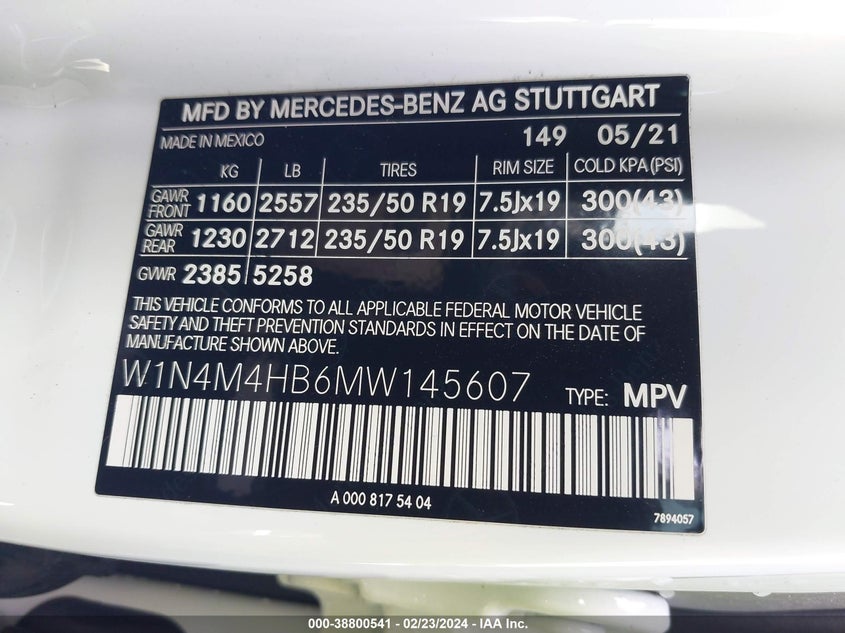 MFD BY MERCEDES-BENZ AG STUTTGART
MADE IN MEXICO 149 05/21
KG LB TIRES RIM SIZE COLD KPA (PSI)
GAWR FRONT 1160 2557 235/50 R19 7.5Jx19 300(43)
GAWR REAR 1230 2712 235/50 R19 7.5Jx19 300(43)
GVWR 2385 5258
THIS VEHICLE CONFORMS TO ALL APPLICABLE FEDERAL MOTOR VEHICLE
SAFETY AND THEFT PREVENTION STANDARDS IN EFFECT ON THE DATE OF
MANUFACTURE SHOWN ABOVE.
W1N4M4HB6MW145607 TYPE: MPV
A 000 817 54 04
7894057
000-38800541 - 02/23/2024 - IAA Inc.